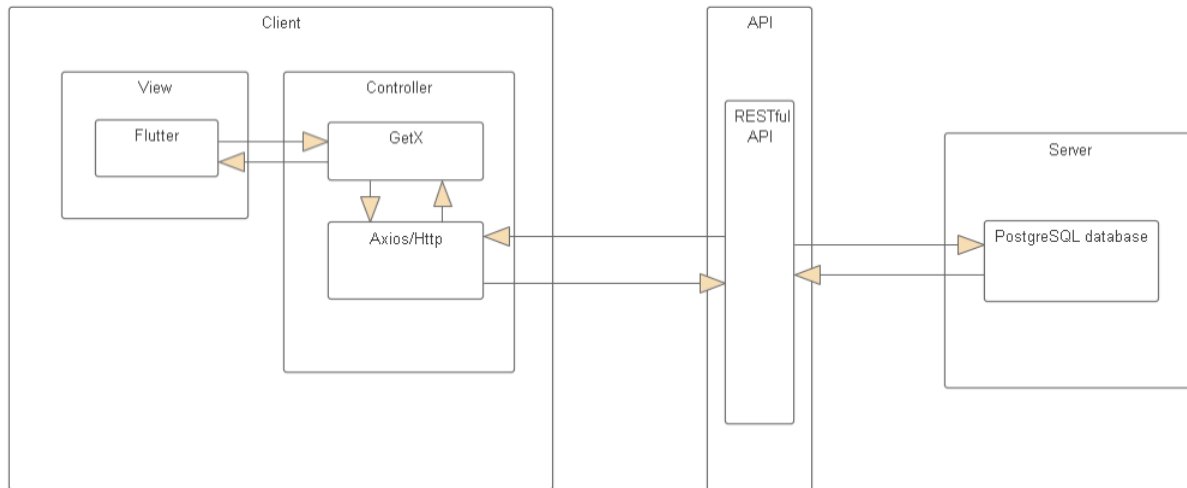 Client
API
View
Controller
Flutter
GetX
RESTful
API
Server
Axios/Http
PostgreSQL database